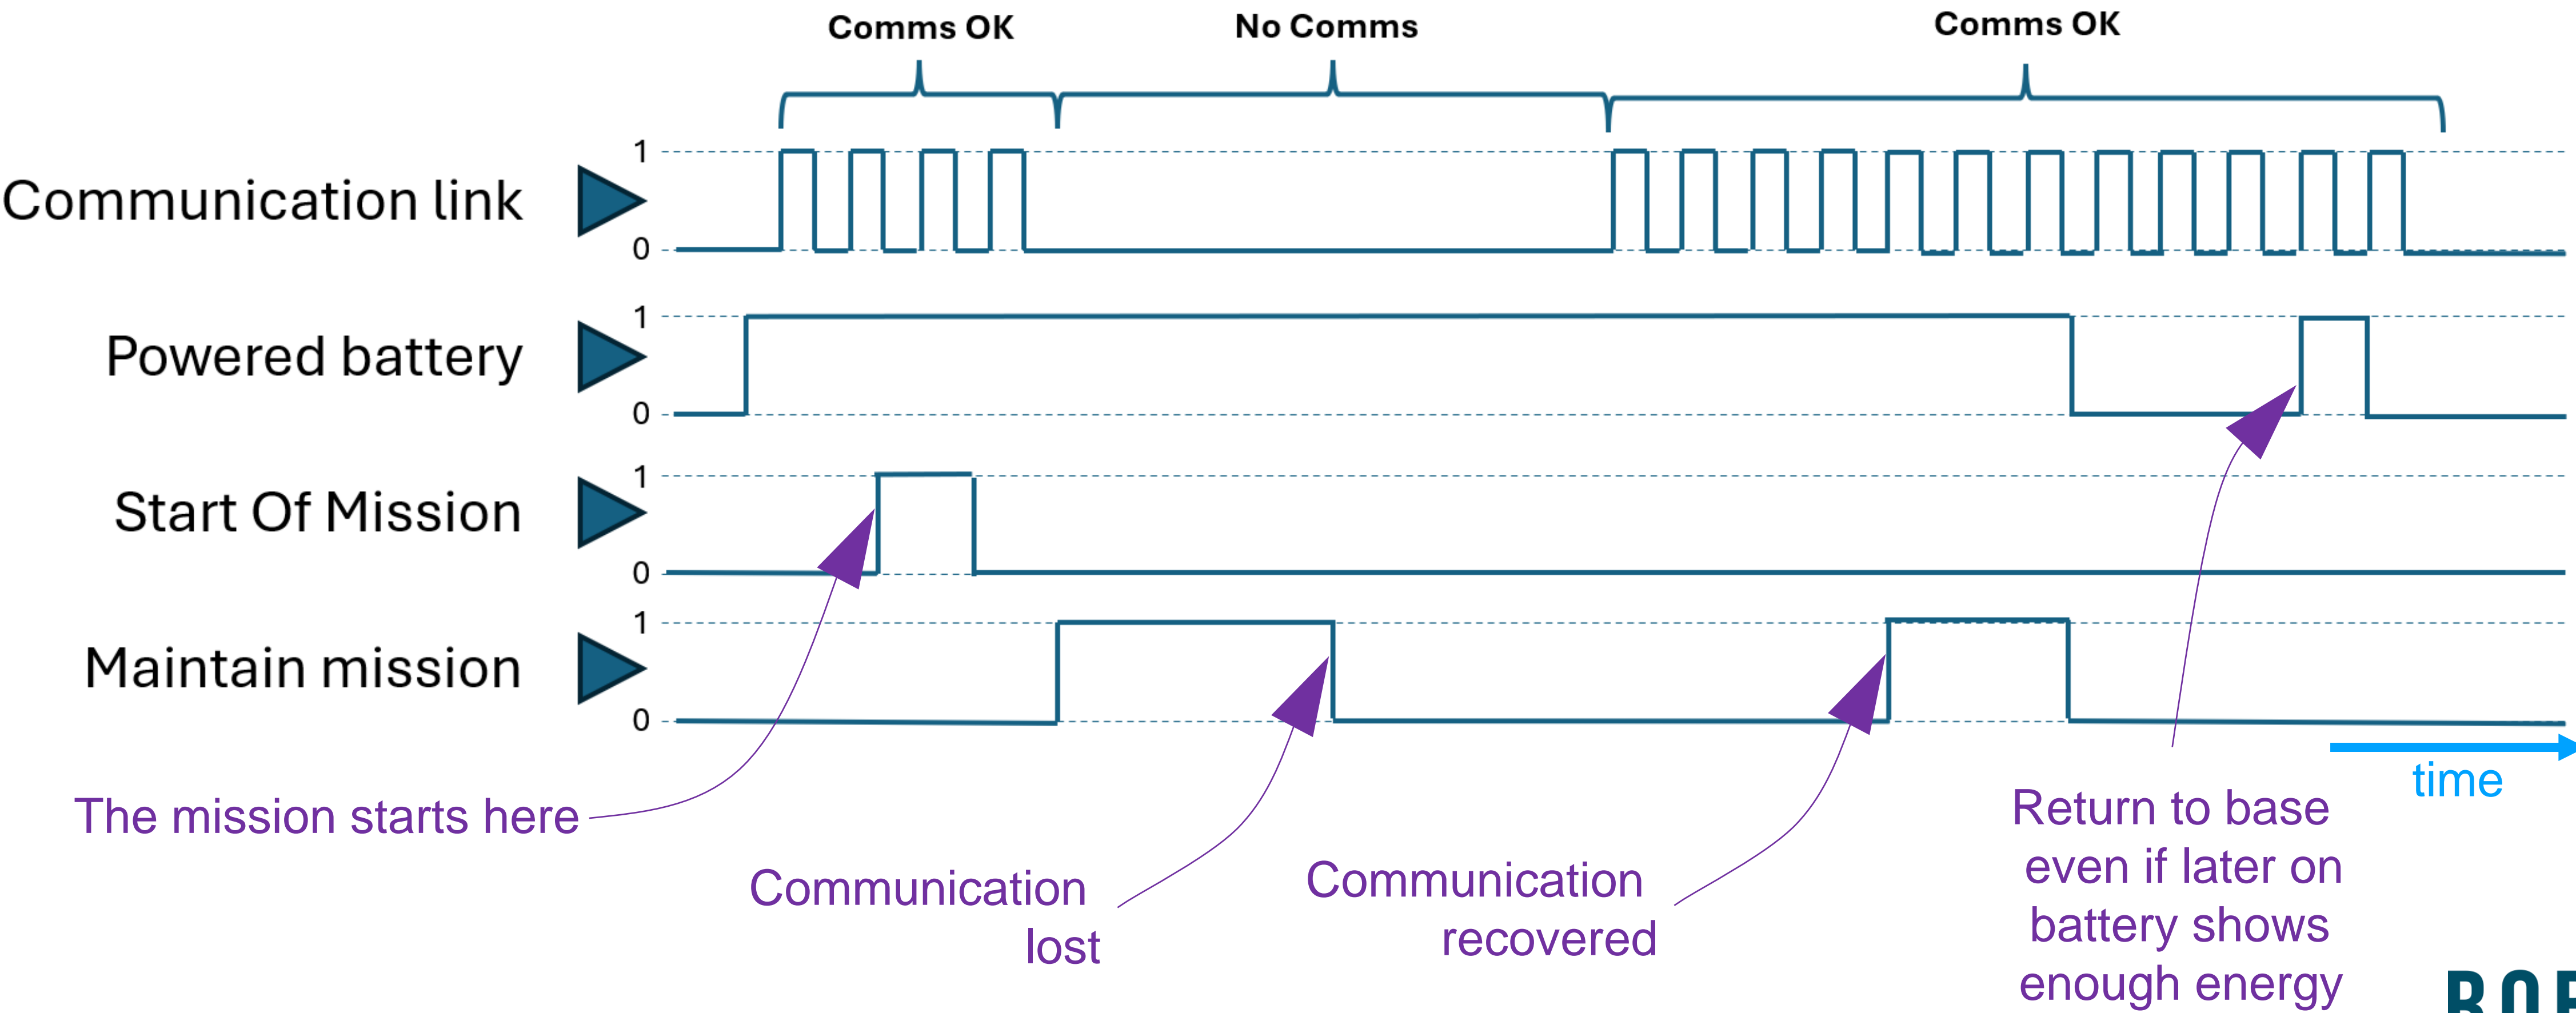 Comms OK
No Comms
Comms OK
Communication link
1
0
Powered battery
1
0
Start Of Mission
1
0
Maintain mission
1
0
time
The mission starts here
Communication
lost
Communication
recovered
Return to base
even if later on
battery shows
enough energy